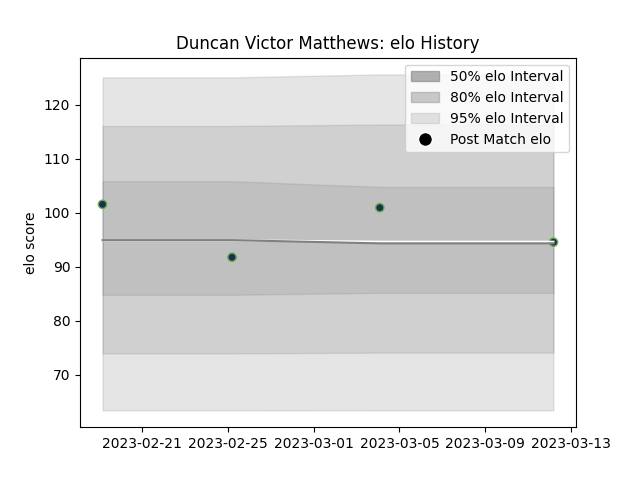 Duncan Victor Matthews: elo History
50% elo Interval
80% elo Interval
95% elo Interval
Post Match elo
elo score
120
110
100
90
80
70
2023-02-21 2023-02-25 2023-03-01 2023-03-05 2023-03-09 2023-03-13